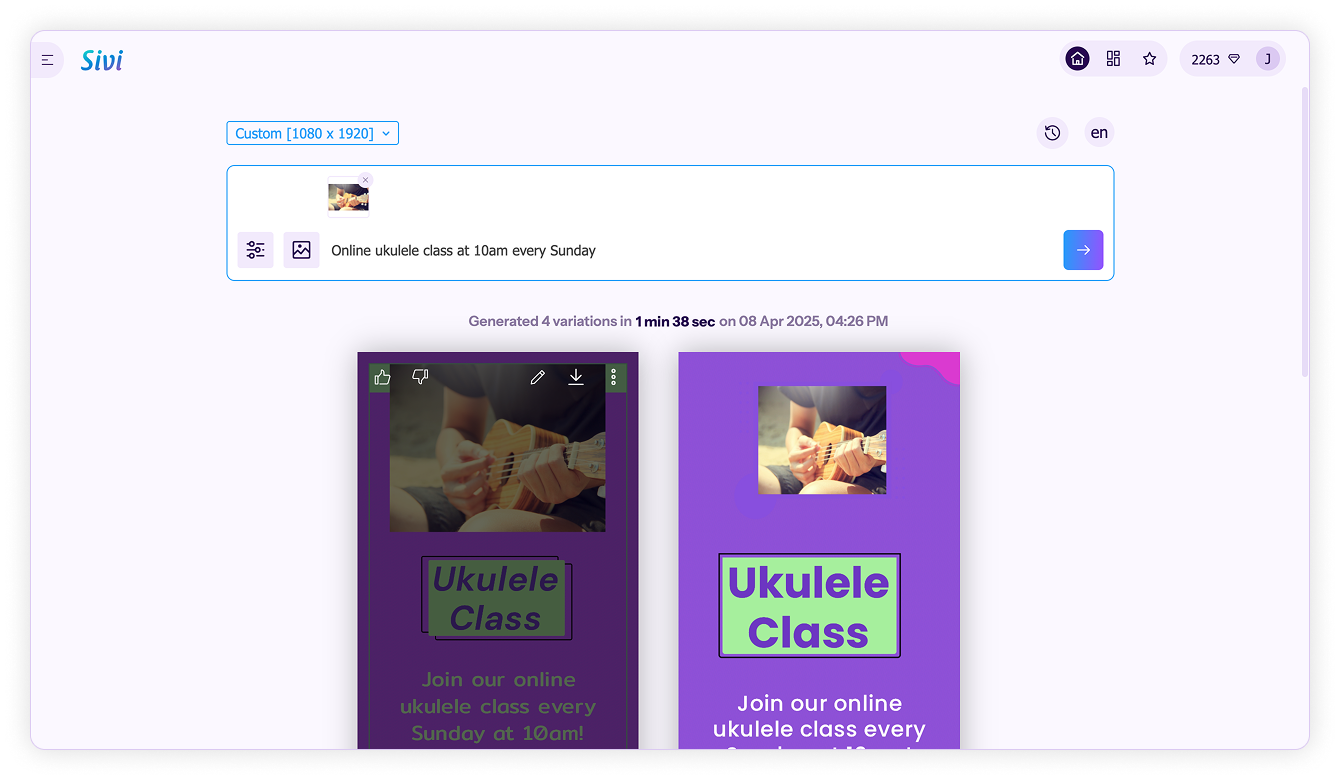 Sivi
2263
J
Custom [1080 x 1920]
en
Online ukulele class at 10am every Sunday
Generated 4 variations in 1 min 38 sec on 08 Apr 2025, 04:26 PM
Ukulele
Class
Join our online
ukulele class every
Sunday at 10am!
Ukulele
Class
Join our online
ukulele class every